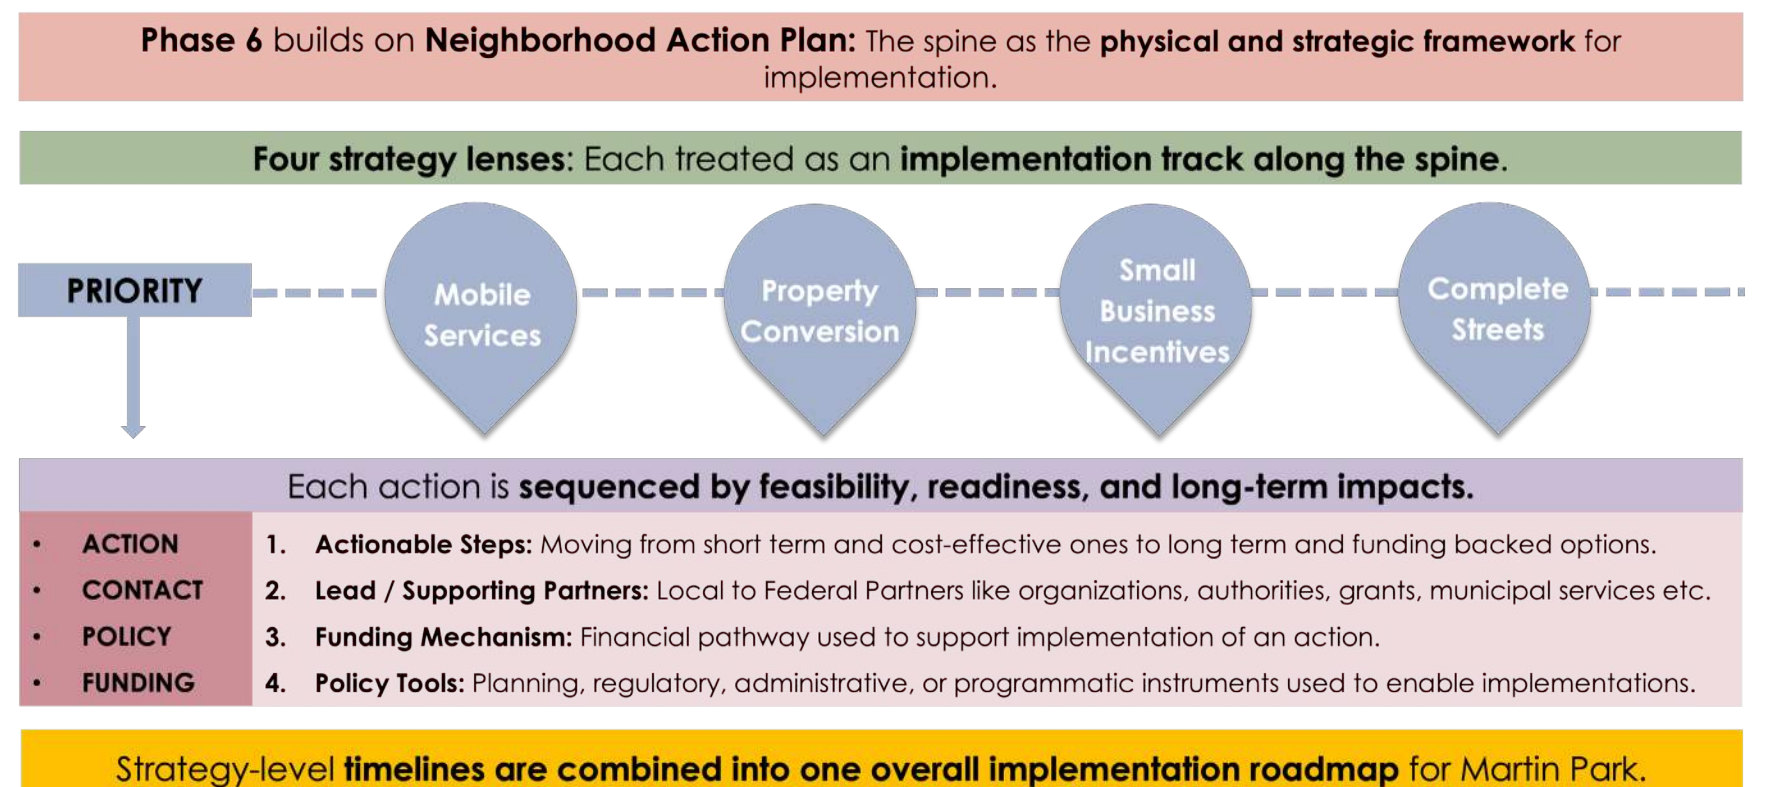 Phase 6 builds on Neighborhood Action Plan: The spine as the physical and strategic framework for
implementation.
Four strategy lenses: Each treated as an implementation track along the spine.
PRIORITY
Mobile
Services
Property
Conversion
Small
Business
Incentives
Complete
Streets
Each action is sequenced by feasibility, readiness, and long-term impacts.
• ACTION
1. Actionable Steps: Moving from short term and cost-effective ones to long term and funding backed options.
• CONTACT
2. Lead / Supporting Partners: Local to Federal Partners like organizations, authorities, grants, municipal services etc.
• POLICY
3. Funding Mechanism: Financial pathway used to support implementation of an action.
• FUNDING
4. Policy Tools: Planning, regulatory, administrative, or programmatic instruments used to enable implementations.
Strategy-level timelines are combined into one overall implementation roadmap for Martin Park.